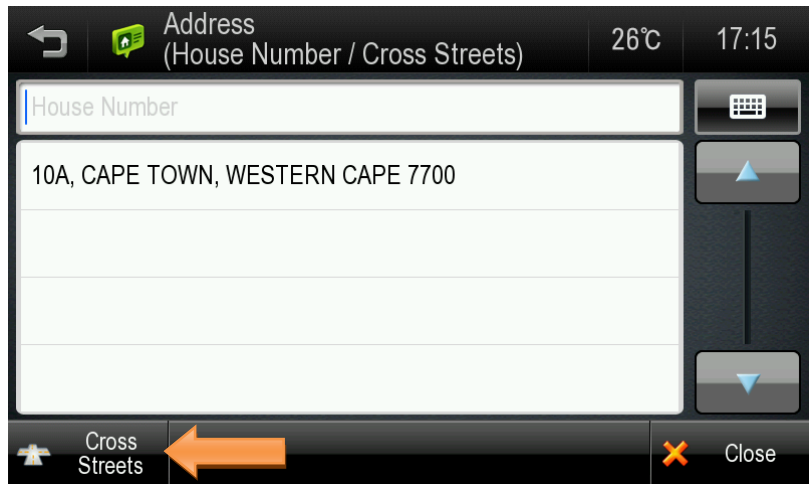 Address
(House Number / Cross Streets)
26℃
17:15
House Number
10A, CAPE TOWN, WESTERN CAPE 7700
Cross
Streets
Close